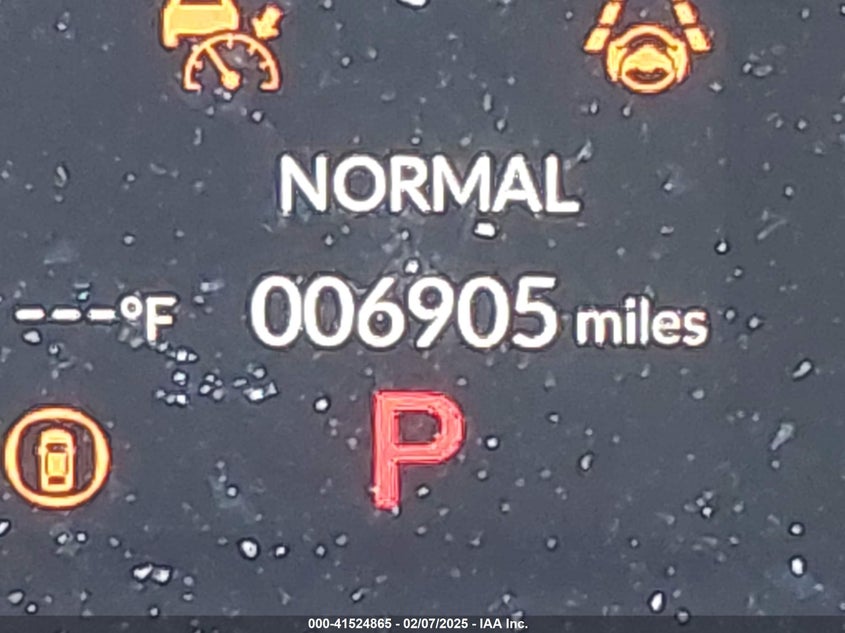 NORMAL
---°F 006905 miles
P
000-41524865 - 02/07/2025 - IAA Inc.